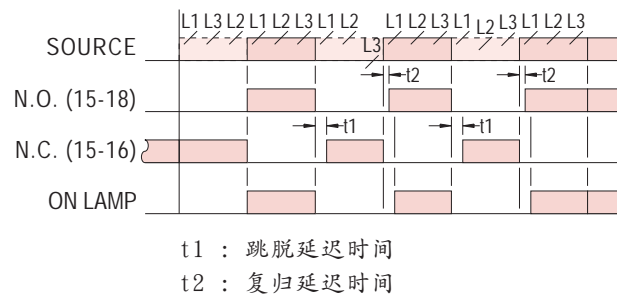 L1 L3 L2 L1 L2 L3 L1 L2 L3 L1 L2 L3 L1 L2 L3 L1 L2 L3
SOURCE
t2 t2
N.O. (15-18)
t1 t1
N.C. (15-16)
ON LAMP
t1 : 跳脱延迟时间
t2 : 复归延迟时间